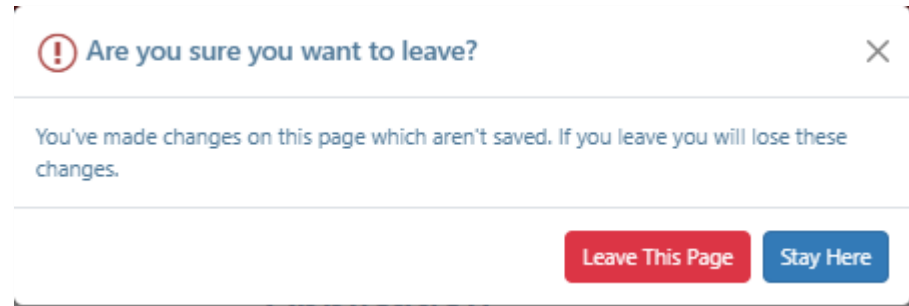 Are you sure you want to leave?
You've made changes on this page which aren't saved. If you leave you will lose these
changes.
Leave This Page
Stay Here